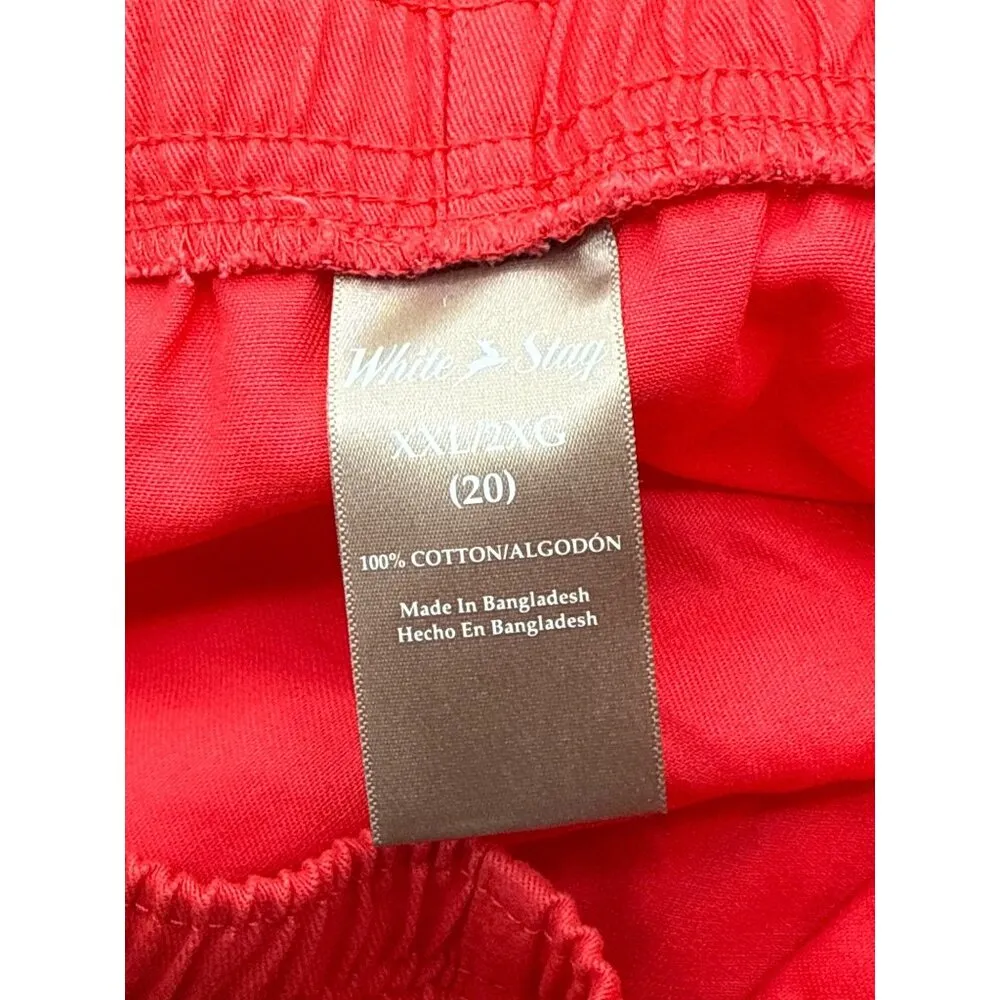 White Stag
XXL/2XG
(20)
100% COTTON/ALGODÓN
Made In Bangladesh
Hecho En Bangladesh